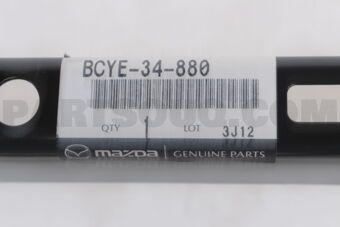 BCYE-34-880
QTY 1 LOT 3J12
mazda GENUINE PARTS